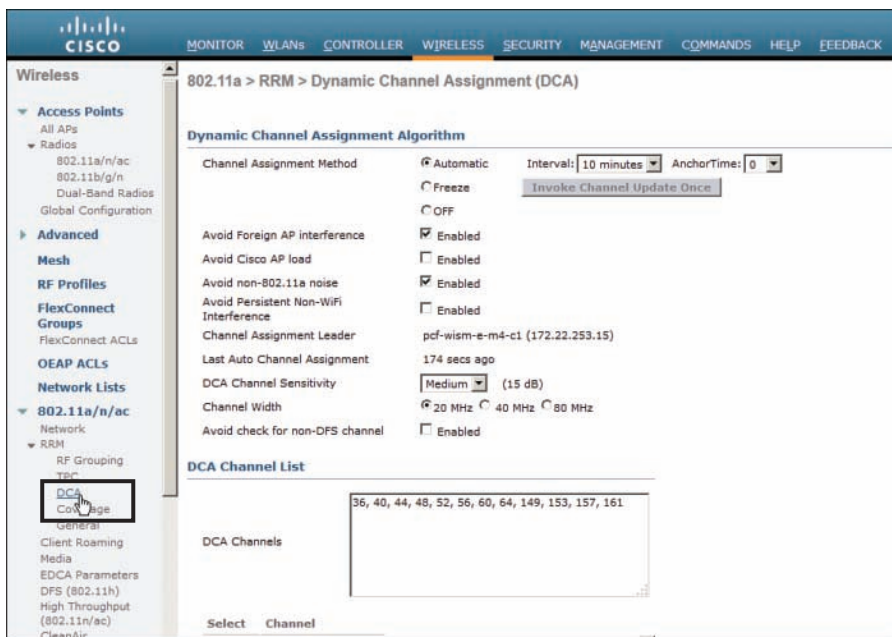 CISCO
MONITOR WLANs CONTROLLER WIRELESS SECURITY MANAGEMENT COMMANDS HELP FEEDBACK
Wireless
Access Points
All APs
Radios
802.11a/n/ac
802.11b/g/n
Dual-Band Radios
Global Configuration
Advanced
Mesh
RF Profiles
FlexConnect
Groups
FlexConnect ACLs
OEAP ACLs
Network Lists
802.11a/n/ac
Network
RRM
RF Grouping
TPC
DCA
Coverage
General
Client Roaming
Media
EDCA Parameters
DFS (802.11h)
High Throughput
(802.11n/ac)
CleanAir
802.11a > RRM > Dynamic Channel Assignment (DCA)
Dynamic Channel Assignment Algorithm
Channel Assignment Method Automatic Interval: 10 minutes AnchorTime: 0
Freeze Invoke Channel Update Once
OFF
Avoid Foreign AP interference Enabled
Avoid Cisco AP load Enabled
Avoid non-802.11a noise Enabled
Avoid Persistent Non-WiFi
Interference Enabled
Channel Assignment Leader pcf-wism-e-m4-c1 (172.22.253.15)
Last Auto Channel Assignment 174 secs ago
DCA Channel Sensitivity Medium (15 dB)
Channel Width 20 MHz 40 MHz 80 MHz
Avoid check for non-DFS channel Enabled
DCA Channel List
36, 40, 44, 48, 52, 56, 60, 64, 149, 153, 157, 161
DCA Channels
Select Channel